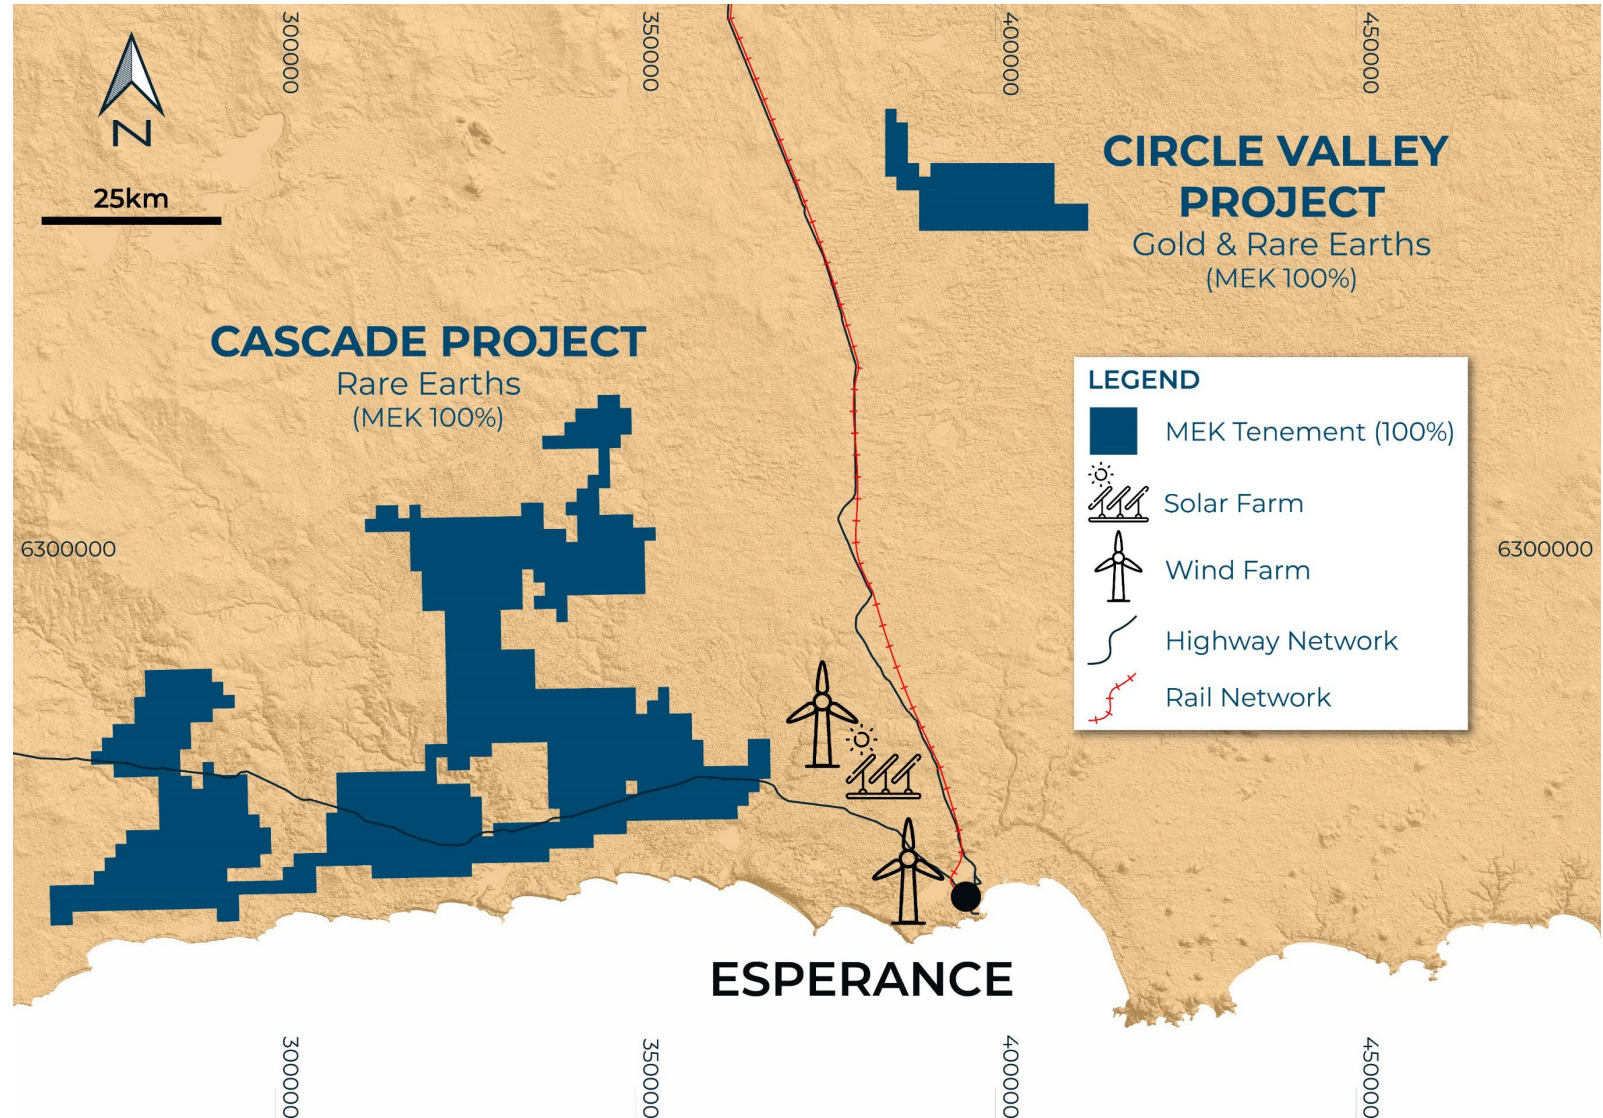 300000
350000
400000
450000
N
25km
CIRCLE VALLEY
PROJECT
Gold & Rare Earths
(MEK 100%)
CASCADE PROJECT
Rare Earths
(MEK 100%)
LEGEND
MEK Tenement (100%)
Solar Farm
Wind Farm
Highway Network
Rail Network
6300000
6300000
ESPERANCE
300000
350000
400000
450000